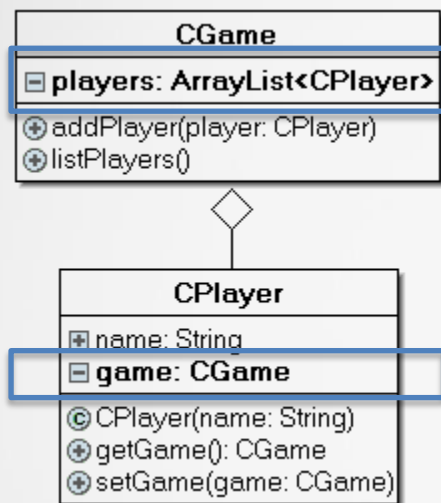 CGame
players: ArrayList<CPlayer>
addPlayer(player: CPlayer)
listPlayers()
CPlayer
name: String
game: CGame
CPlayer(name: String)
getGame(): CGame
setGame(game: CGame)